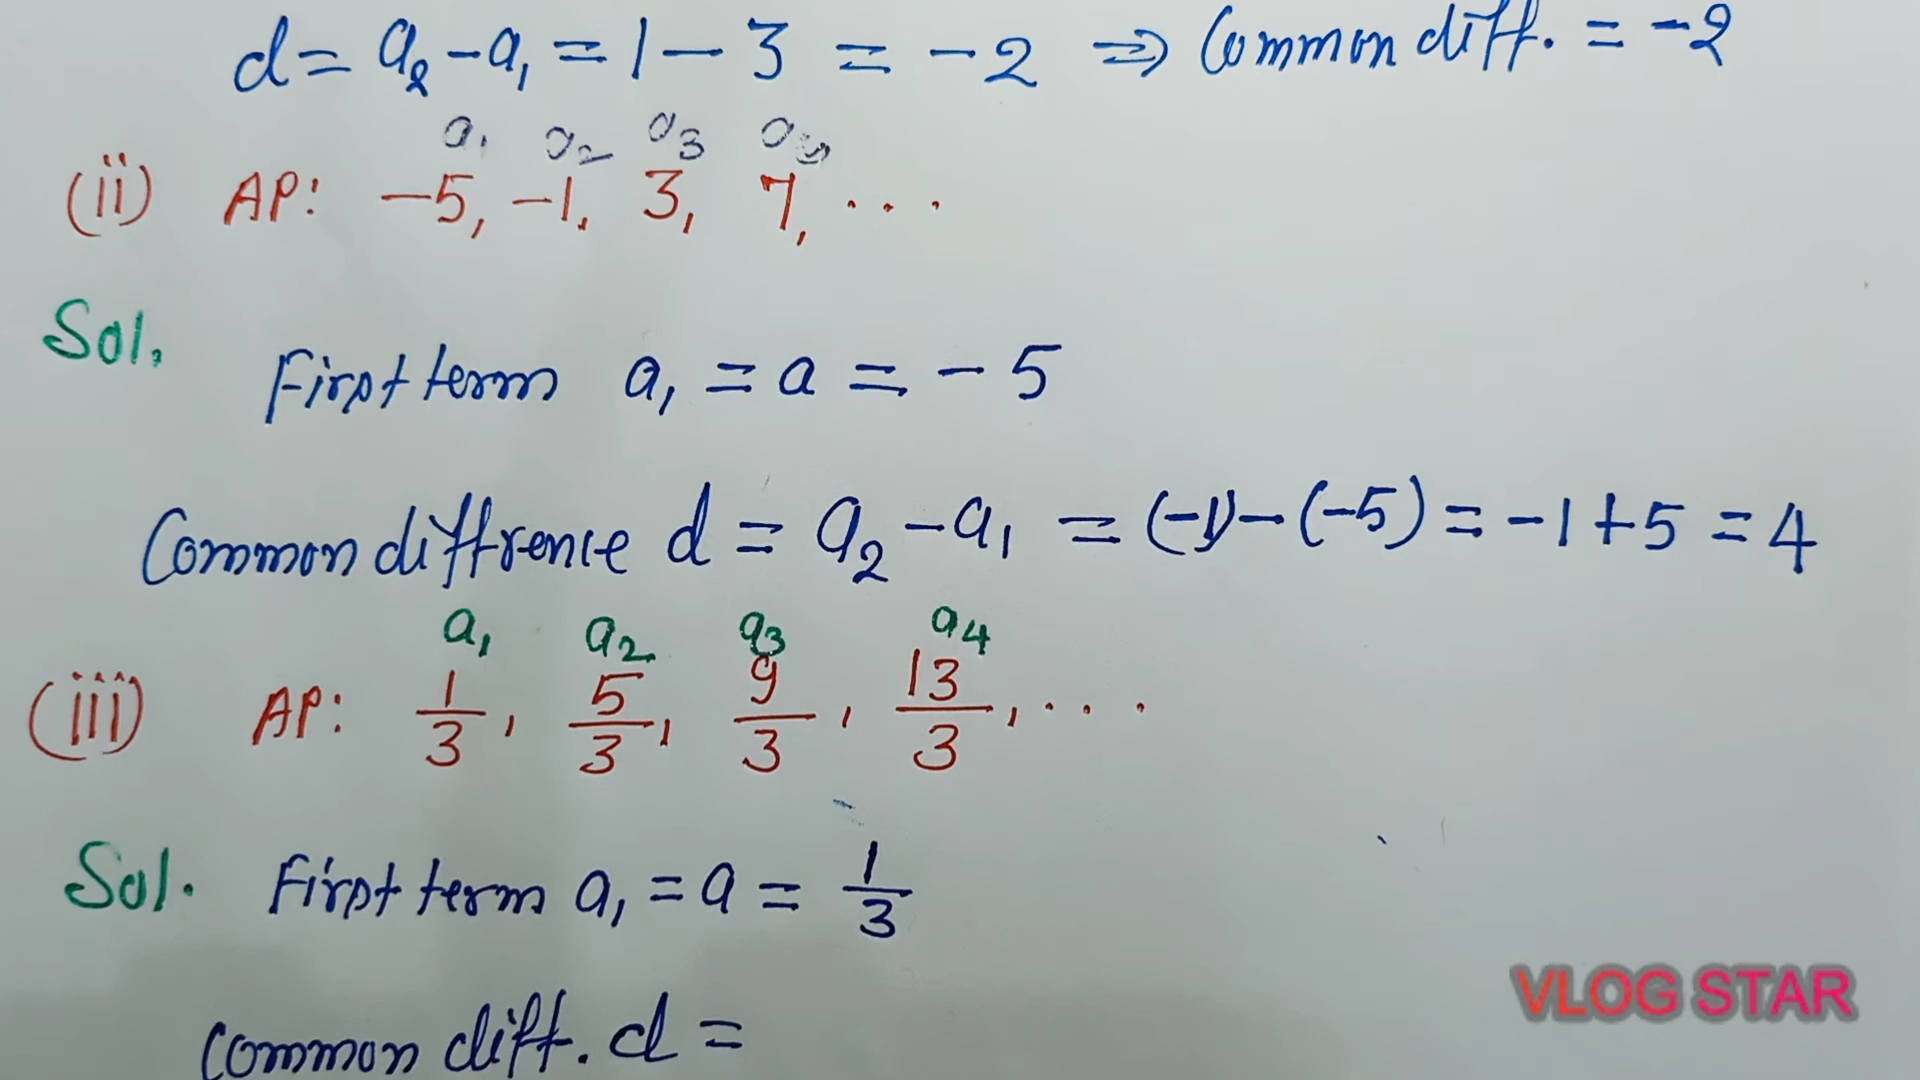 d = a₂ - a₁ = 1 - 3 = -2 ⇒ Common diff. = -2
a₁ a₂ a₃
(ii) AP: -5, -1, 3, 7, ...
Sol.
First term a₁ = a = -5
Common diffrence d = a₂ - a₁ = (-1) - (-5) = -1 + 5 = 4
a₁ a₂ a₃ a₄
(iii) AP: 1/3, 5/3, 9/3, 13/3, ....
Sol. First term a₁ = a = 1/3
Common diff. d =
VLOG STAR